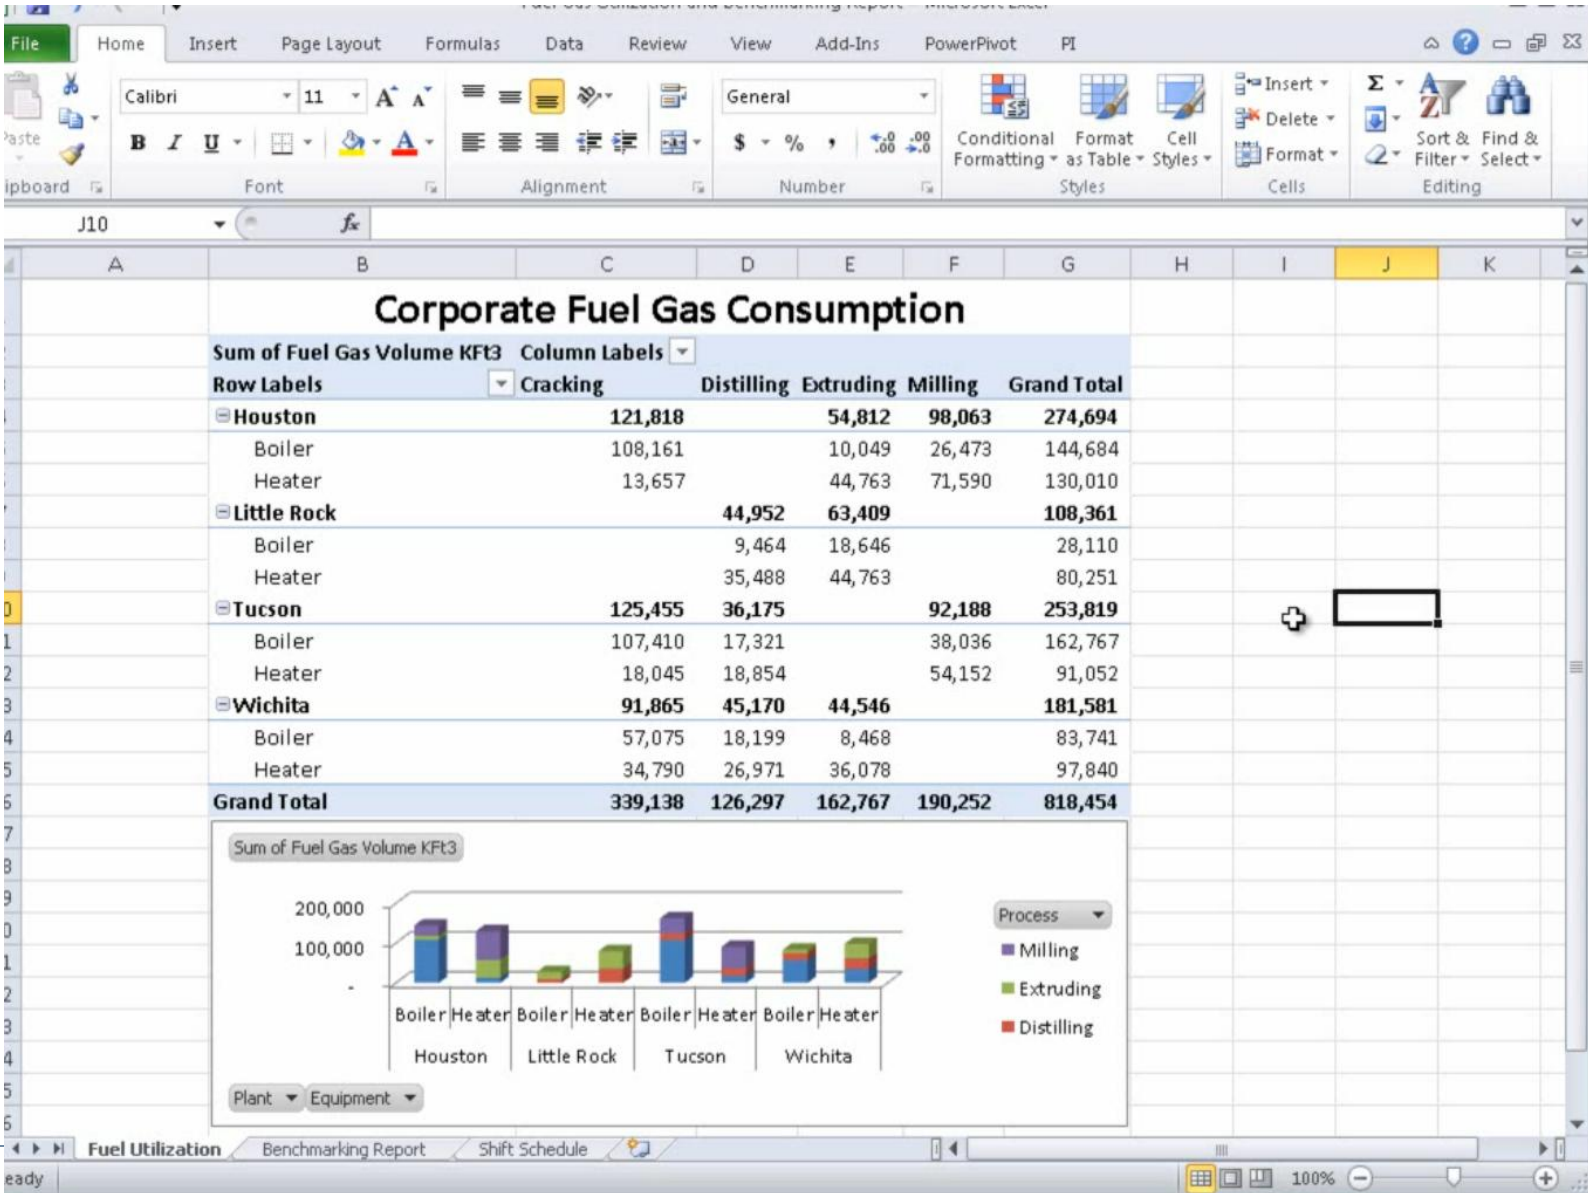 File Home Insert Page Layout Formulas Data Review View Add-Ins PowerPivot PI
Calibri 11 A A General Insert Σ
B I U A $ % , Conditional Formatting Format as Table Cell Styles Delete Sort & Filter Find & Select
Format
Font Alignment Number Styles Cells Editing
J10 fx
A B C D E F G H I J K
Corporate Fuel Gas Consumption
Sum of Fuel Gas Volume KFt3 Column Labels
Row Labels Cracking Distilling Extruding Milling Grand Total
Houston 121,818 54,812 98,063 274,694
Boiler 108,161 10,049 26,473 144,684
Heater 13,657 44,763 71,590 130,010
Little Rock 44,952 63,409 108,361
Boiler 9,464 18,646 28,110
Heater 35,488 44,763 80,251
Tucson 125,455 36,175 92,188 253,819
Boiler 107,410 17,321 38,036 162,767
Heater 18,045 18,854 54,152 91,052
Wichita 91,865 45,170 44,546 181,581
Boiler 57,075 18,199 8,468 83,741
Heater 34,790 26,971 36,078 97,840
Grand Total 339,138 126,297 162,767 190,252 818,454
Sum of Fuel Gas Volume KFt3
200,000
100,000
-
Process
Milling
Extruding
Distilling
Boiler Heater Boiler Heater Boiler Heater Boiler Heater
Houston Little Rock Tucson Wichita
Plant Equipment
Fuel Utilization Benchmarking Report Shift Schedule
100%